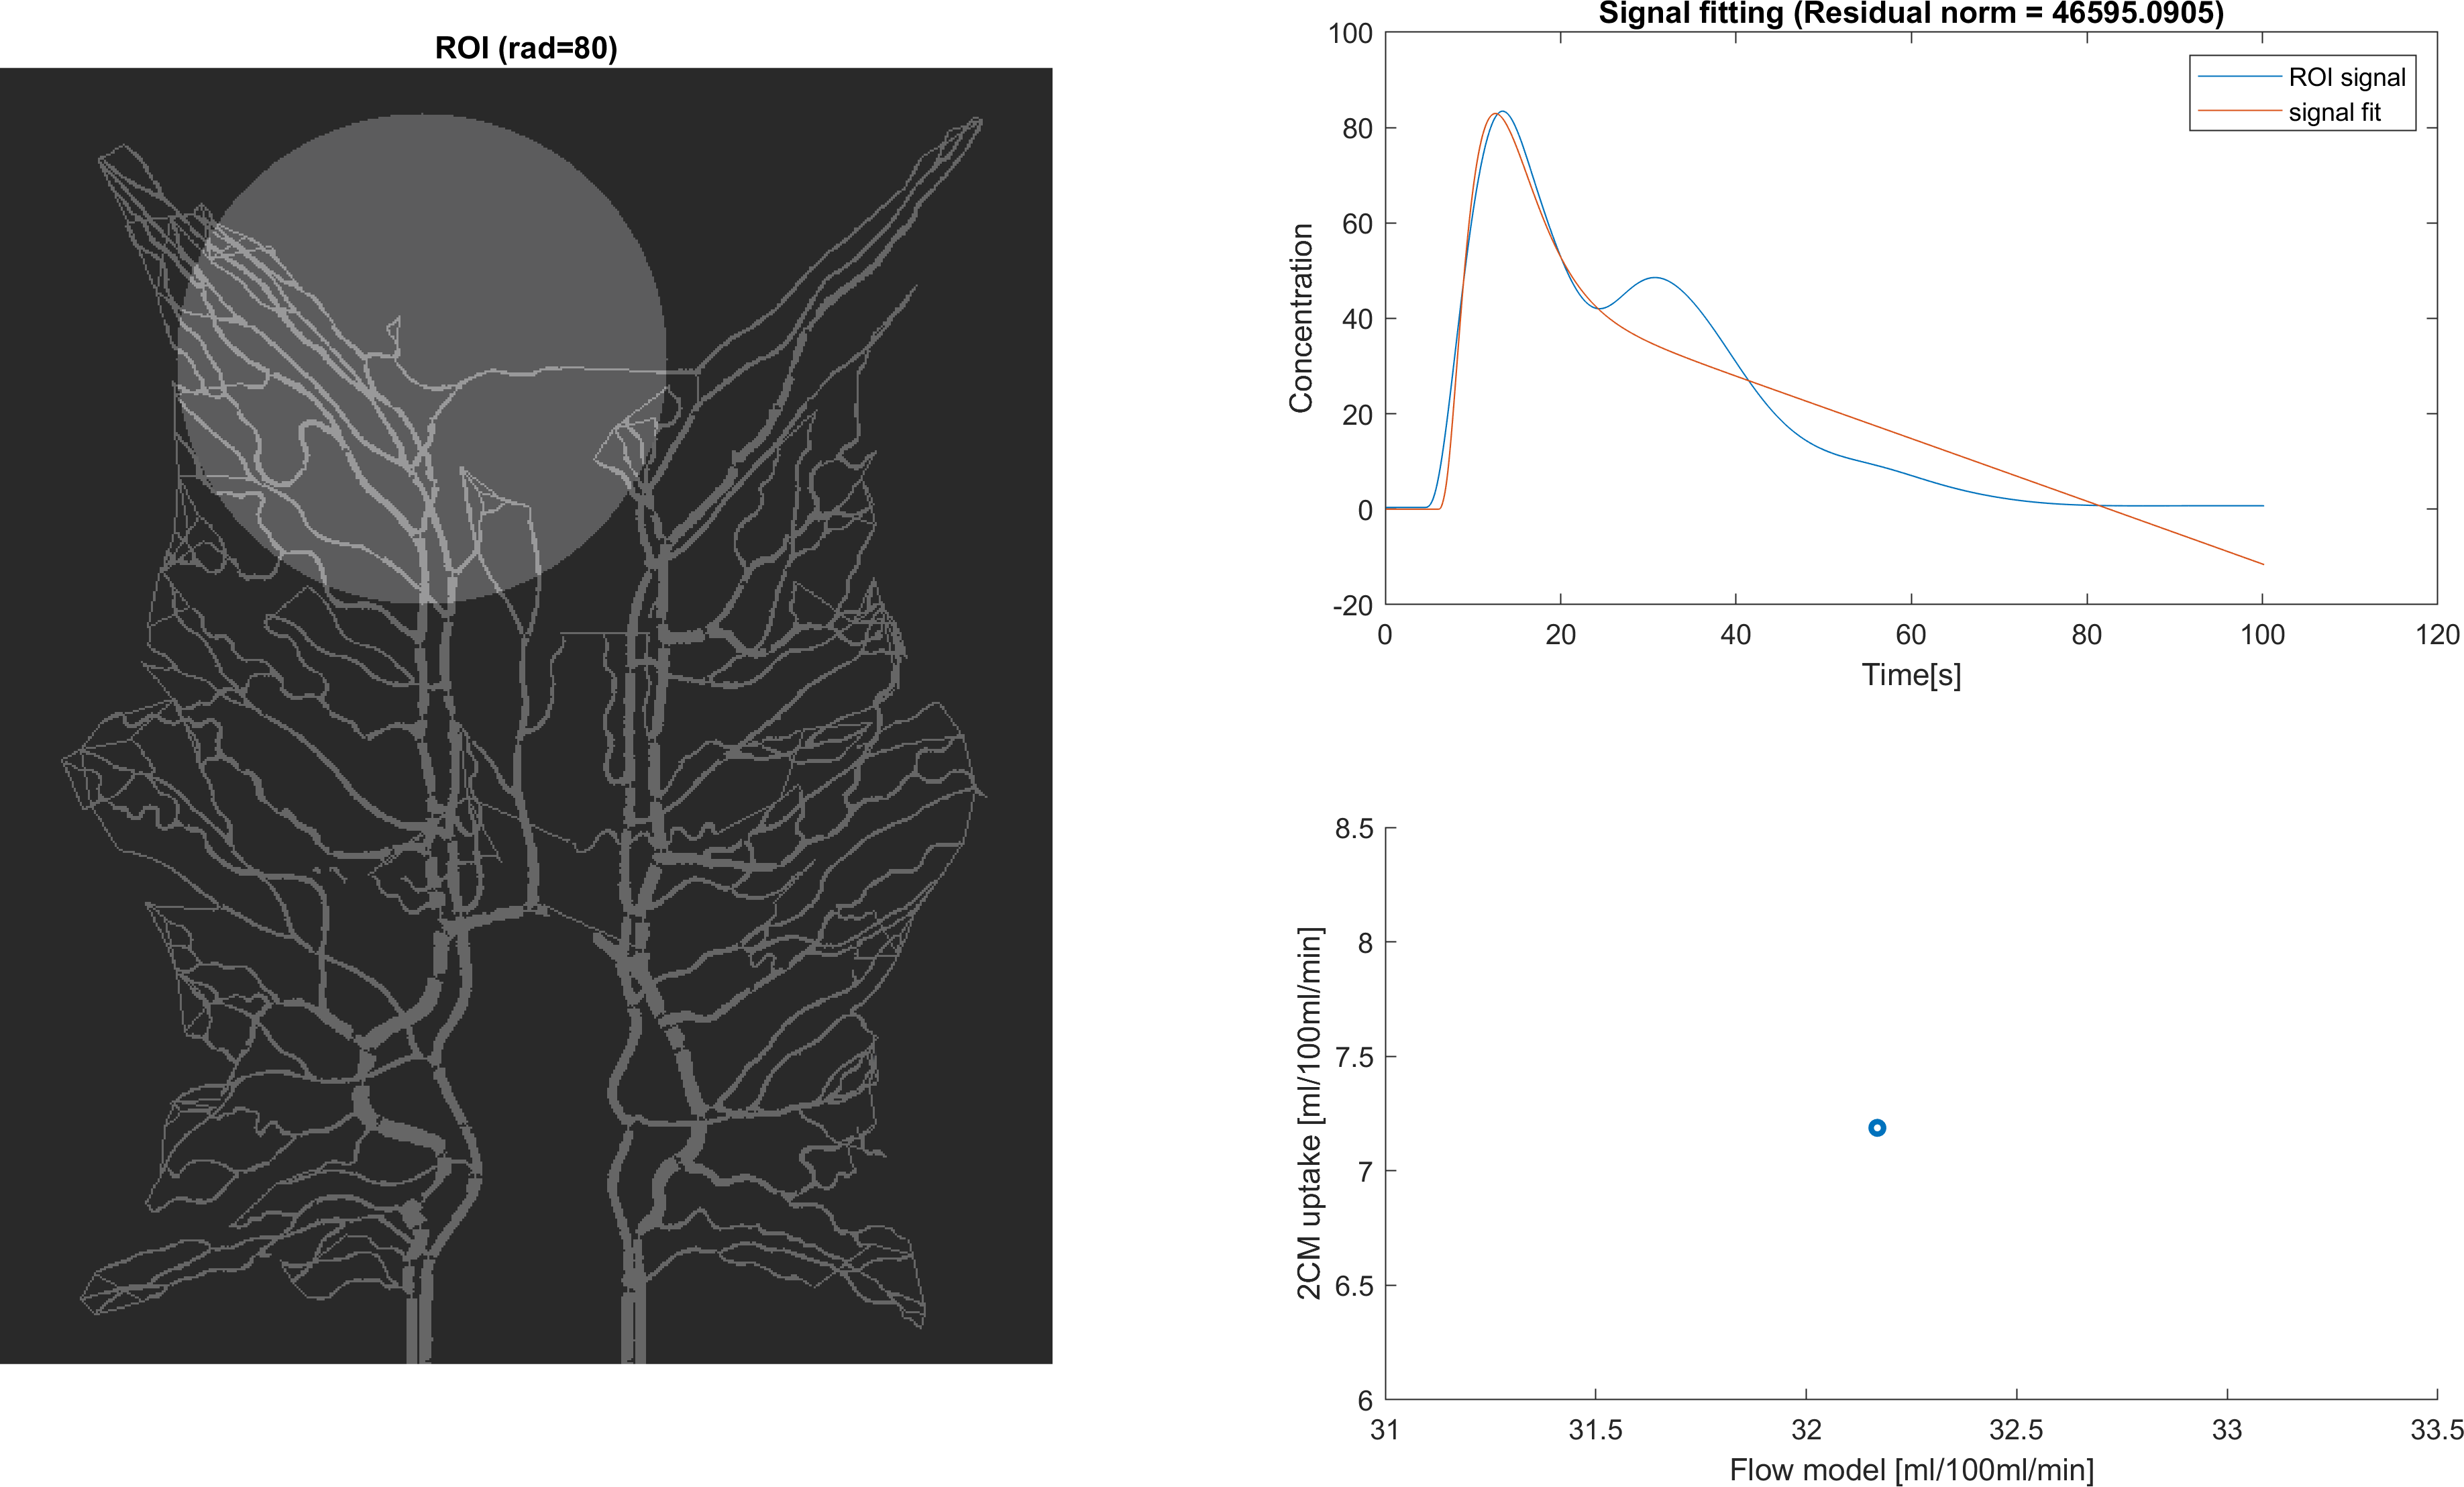 ROI (rad=80)
Signal fitting (Residual norm = 46595.0905)
100
80
60
40
20
0
-20
Concentration
ROI signal
signal fit
0 20 40 60 80 100 120
Time[s]
8.5
8
7.5
7
6.5
6
2CM uptake [ml/100ml/min]
31 31.5 32 32.5 33 33.5
Flow model [ml/100ml/min]